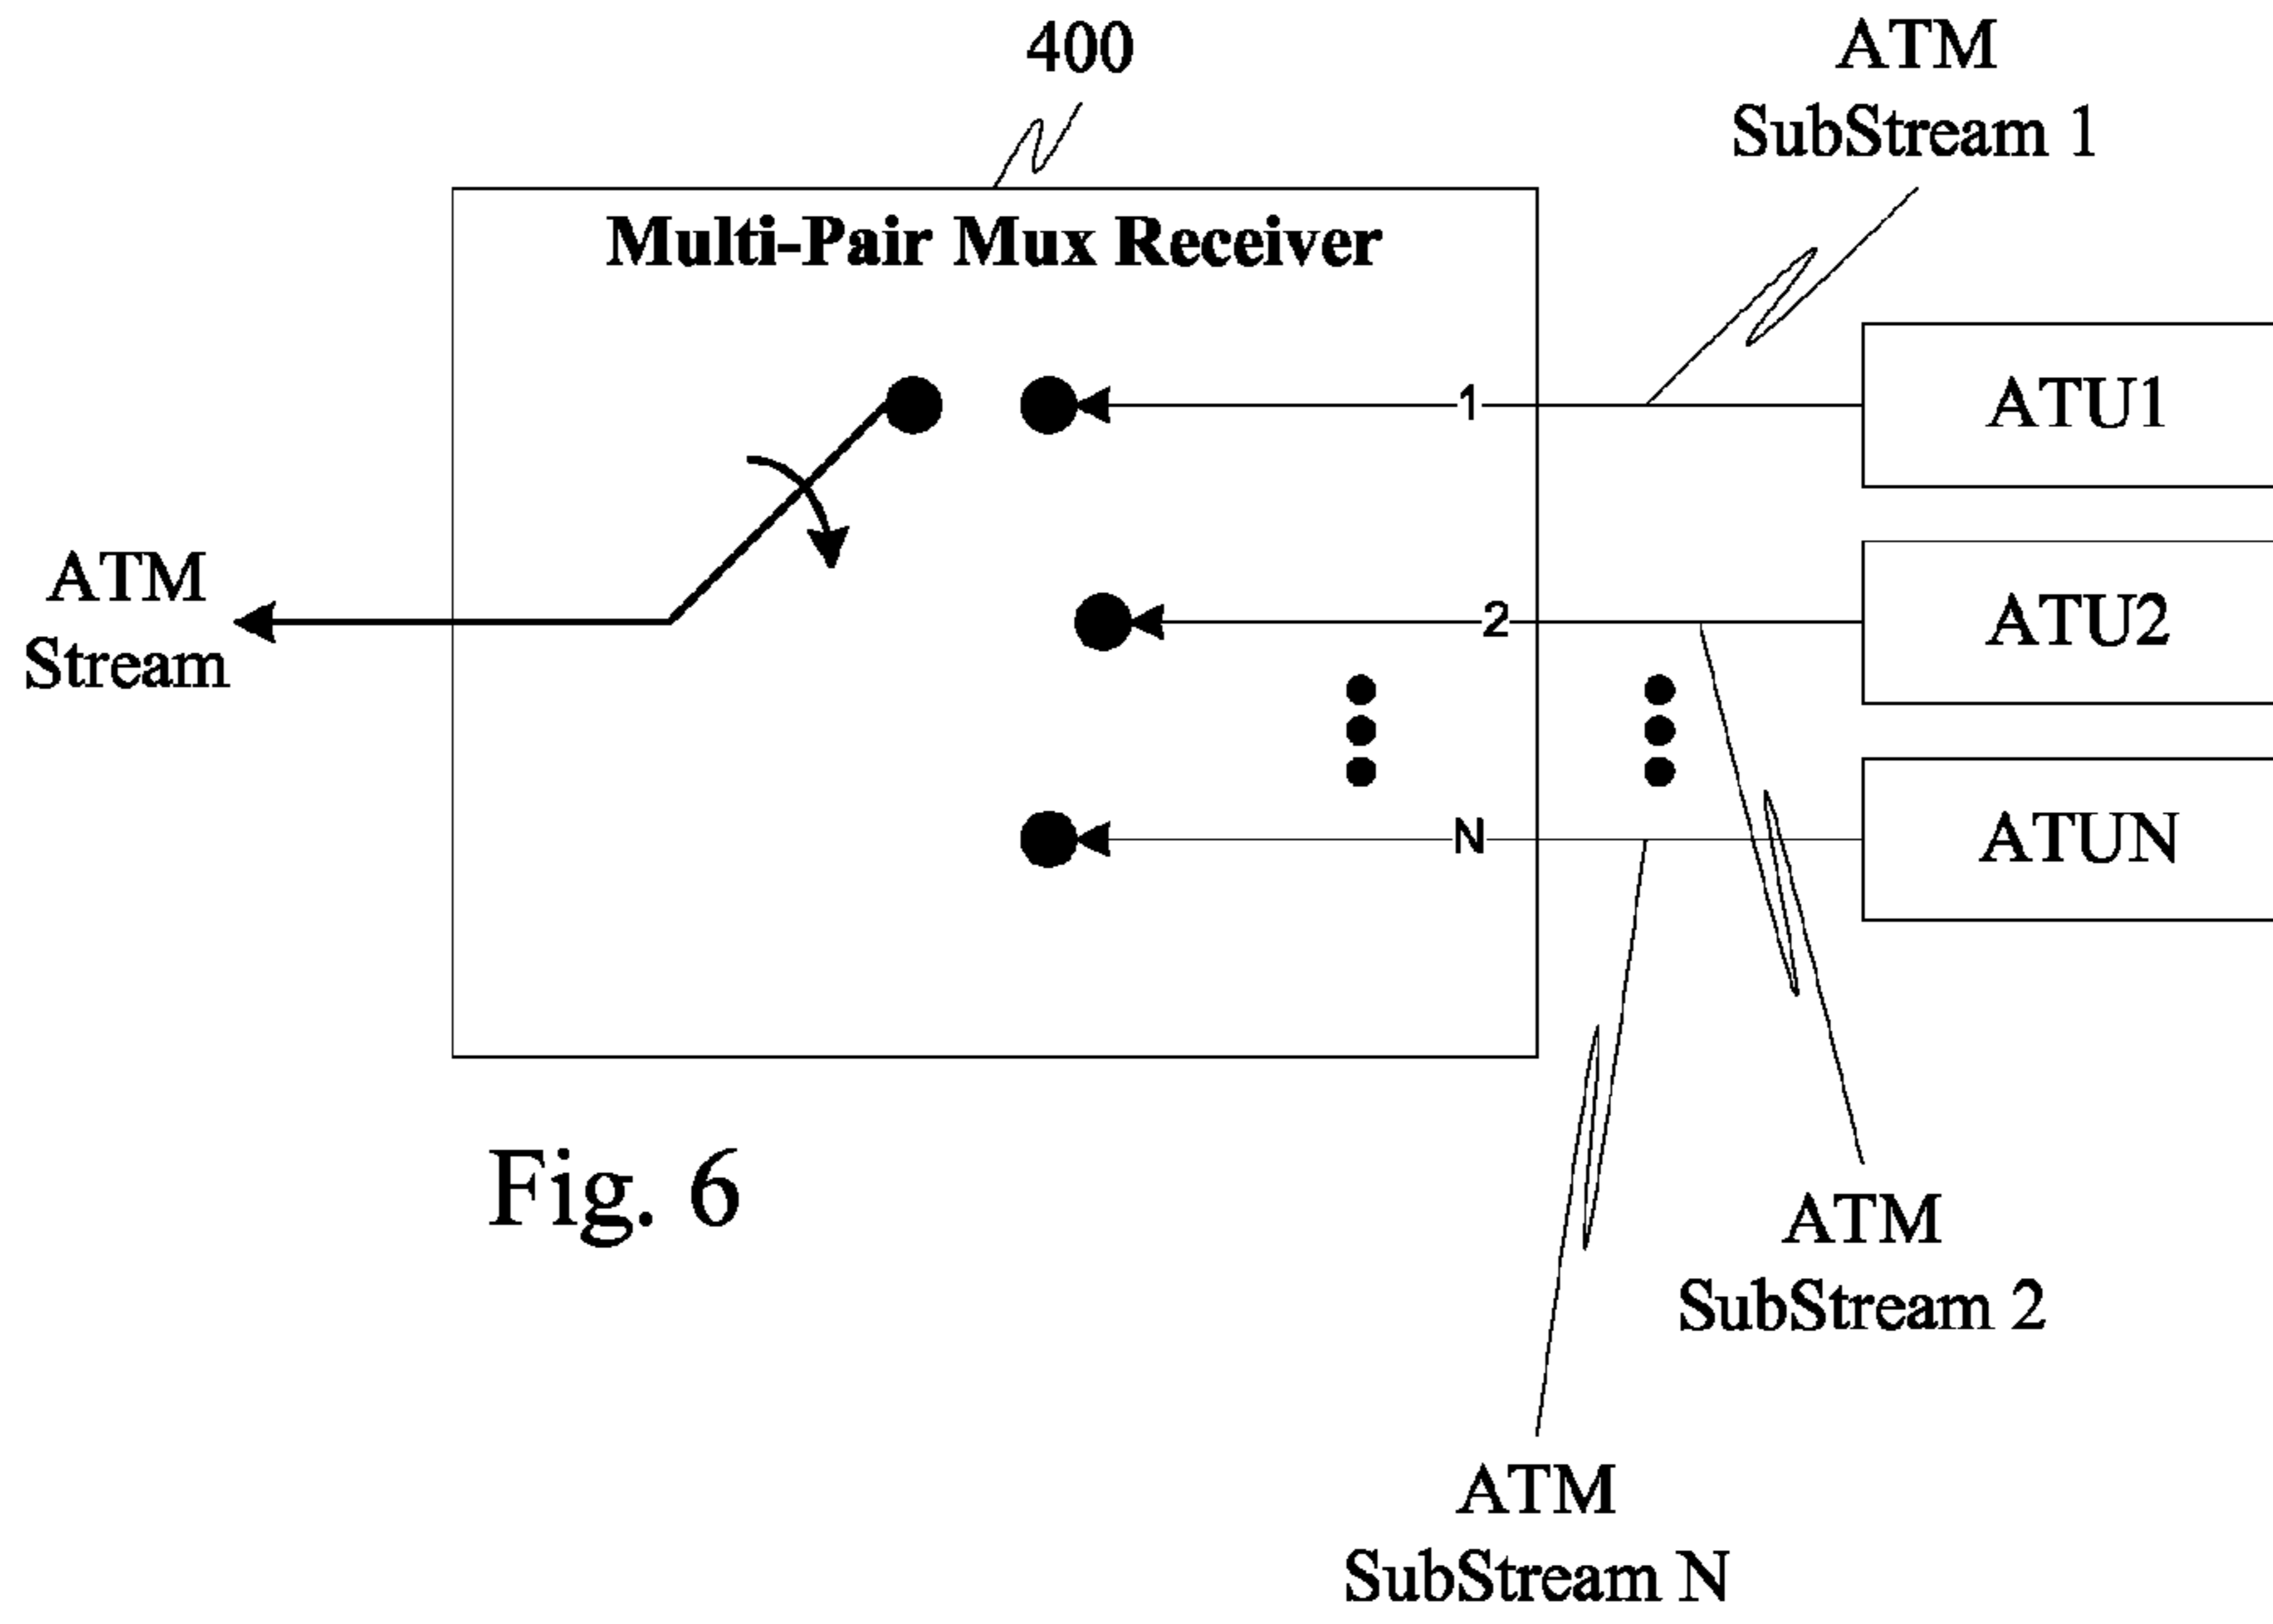 400
ATM
SubStream 1
Multi-Pair Mux Receiver
1
ATU1
ATM
Stream
2
ATU2
N
ATUN
Fig. 6
ATM
SubStream 2
ATM
SubStream N